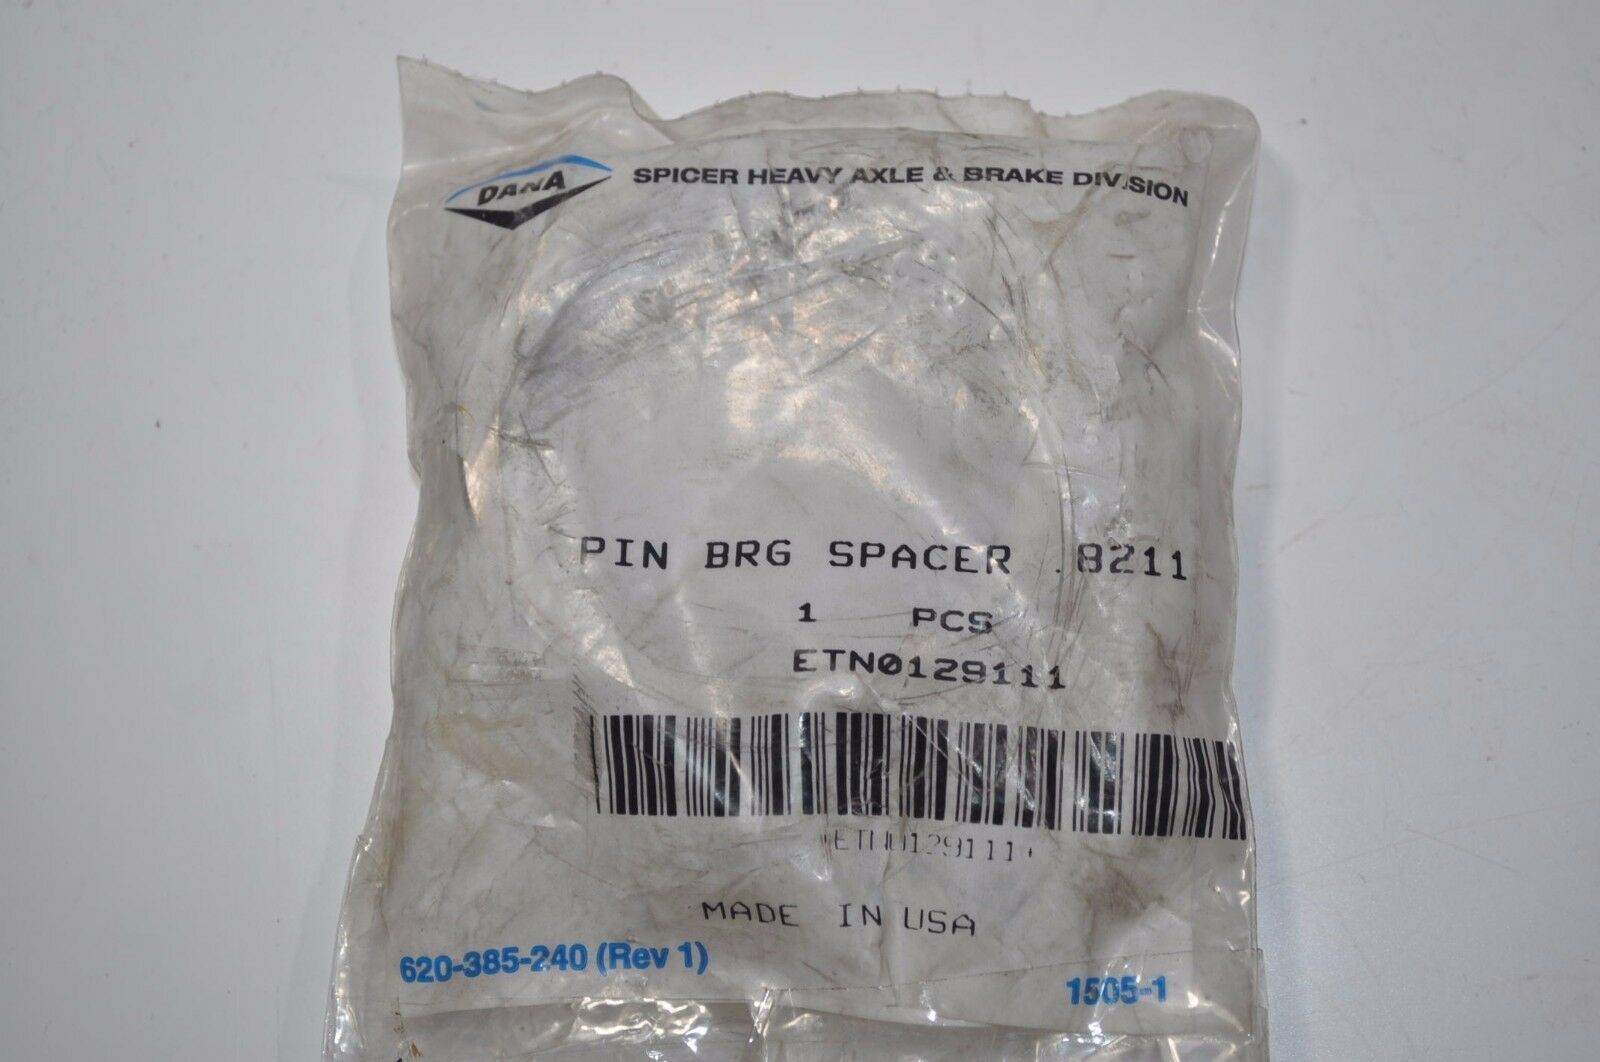 DANA
SPICER HEAVY AXLE & BRAKE DIVISION
PIN BRG SPACER .8211
1 PCS
ETN0129111
ETN0129111
MADE IN USA
620-385-240 (Rev 1)
1505-1